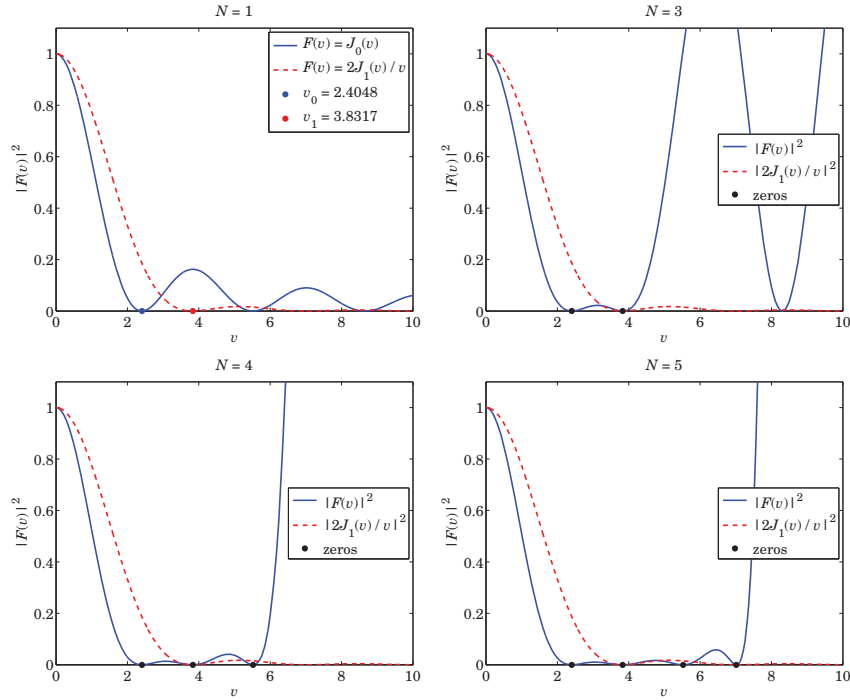 N = 1
|F(v)|²
1
0.8
0.6
0.4
0.2
0
0 2 4 6 8 10
v
F(v) = J₀(v)
F(v) = 2J₁(v)/v
v₀ = 2.4048
v₁ = 3.8317
N = 3
|F(v)|²
1
0.8
0.6
0.4
0.2
0
0 2 4 6 8 10
v
|F(v)|²
|2J₁(v)/v|²
zeros
N = 4
|F(v)|²
1
0.8
0.6
0.4
0.2
0
0 2 4 6 8 10
v
|F(v)|²
|2J₁(v)/v|²
zeros
N = 5
|F(v)|²
1
0.8
0.6
0.4
0.2
0
0 2 4 6 8 10
v
|F(v)|²
|2J₁(v)/v|²
zeros